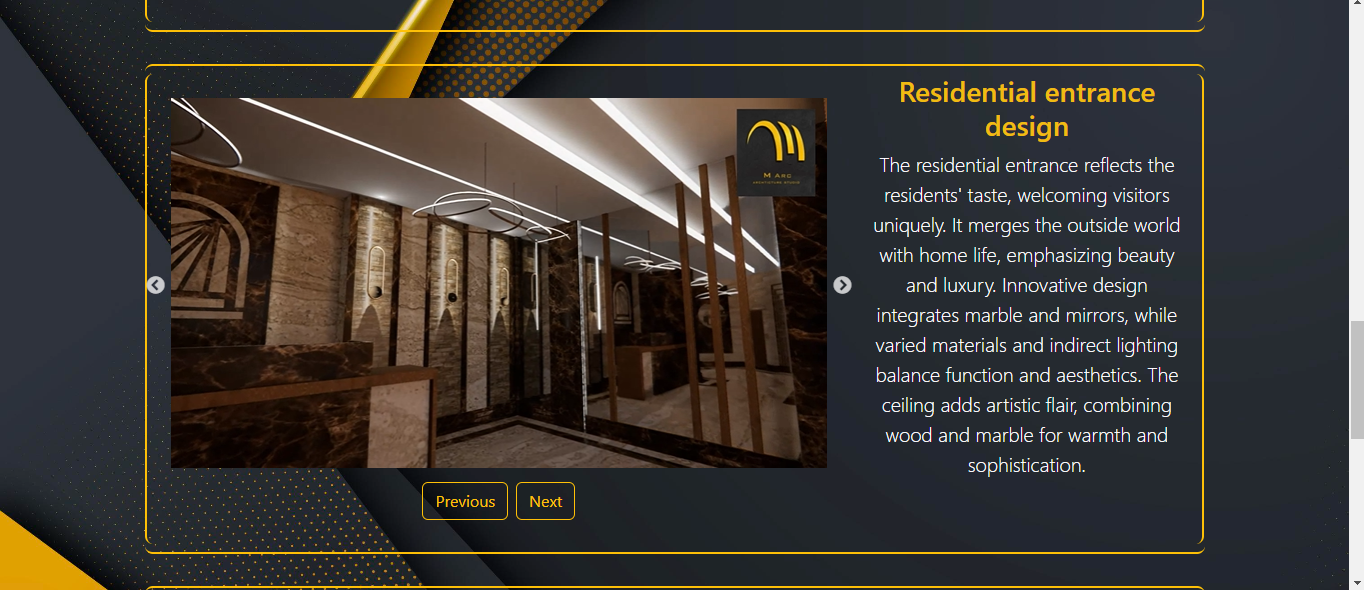 M ARC
ARCHITCTURE STUDIO
Residential entrance
design
The residential entrance reflects the
residents' taste, welcoming visitors
uniquely. It merges the outside world
with home life, emphasizing beauty
and luxury. Innovative design
integrates marble and mirrors, while
varied materials and indirect lighting
balance function and aesthetics. The
ceiling adds artistic flair, combining
wood and marble for warmth and
sophistication.
Previous
Next